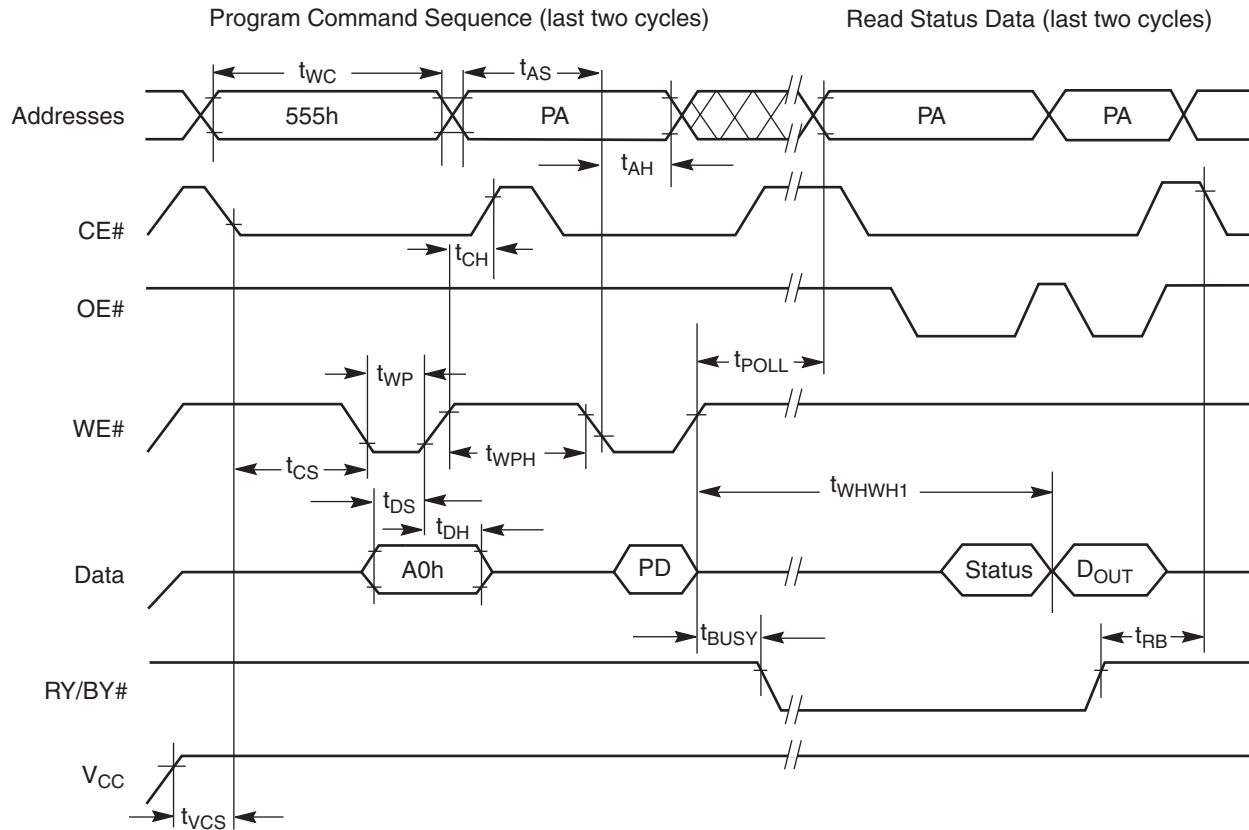 Program Command Sequence (last two cycles) Read Status Data (last two cycles)
tWC tAS
Addresses 555h PA PA PA
tAH
CE#
tCH
OE#
tPOLL
tWP
WE#
tWPH
tCS
tWHWH1
tDS
tDH
Data A0h PD Status DOUT
tBUSY tRB
RY/BY#
VCC
tVCS